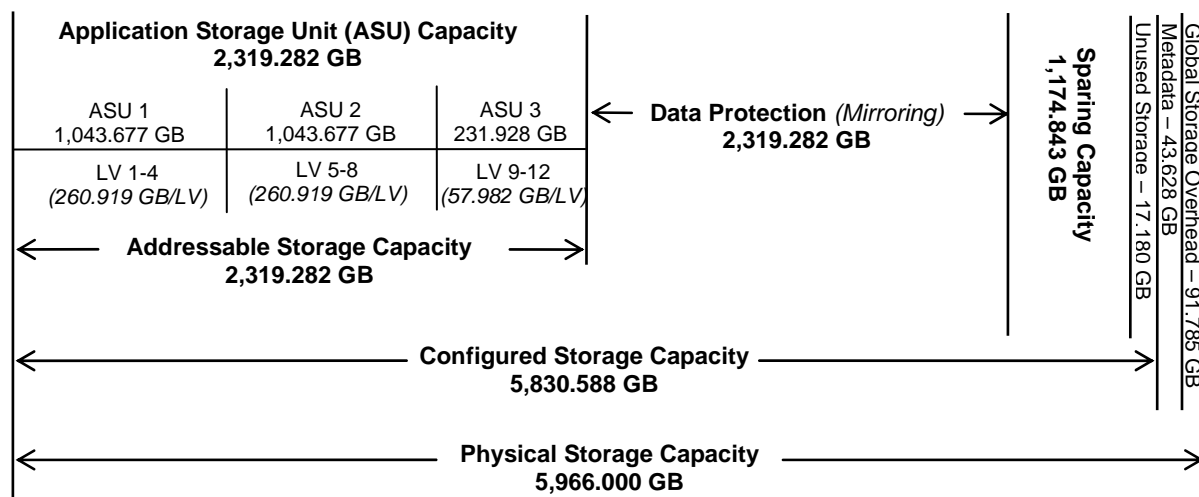 Application Storage Unit (ASU) Capacity
2,319.282 GB
ASU 1
1,043.677 GB
ASU 2
1,043.677 GB
ASU 3
231.928 GB
LV 1-4
(260.919 GB/LV)
LV 5-8
(260.919 GB/LV)
LV 9-12
(57.982 GB/LV)
Addressable Storage Capacity
2,319.282 GB
Data Protection (Mirroring)
2,319.282 GB
Sparing Capacity
1,174.843 GB
Unused Storage – 17.180 GB
Metadata – 43.628 GB
Global Storage Overhead – 91.785 GB
Configured Storage Capacity
5,830.588 GB
Physical Storage Capacity
5,966.000 GB